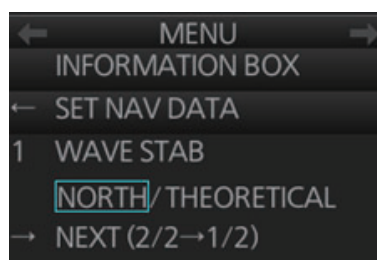 ← MENU →
INFORMATION BOX
← SET NAV DATA
1 WAVE STAB
NORTH/THEORETICAL
→ NEXT (2/2→1/2)